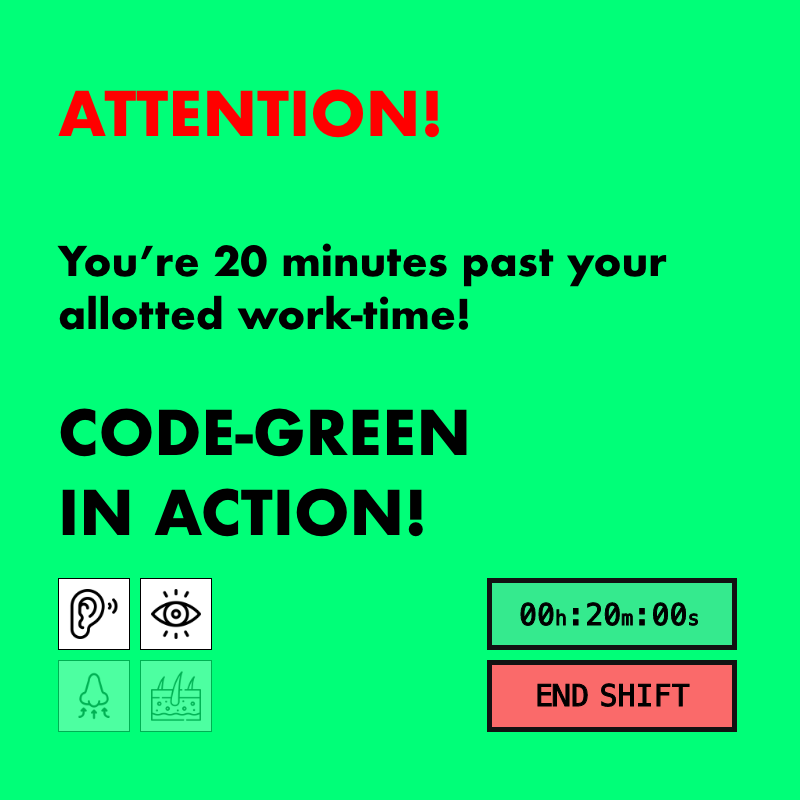 ATTENTION!
You’re 20 minutes past your
allotted work-time!
CODE-GREEN
IN ACTION!
00h:20m:00s
END SHIFT